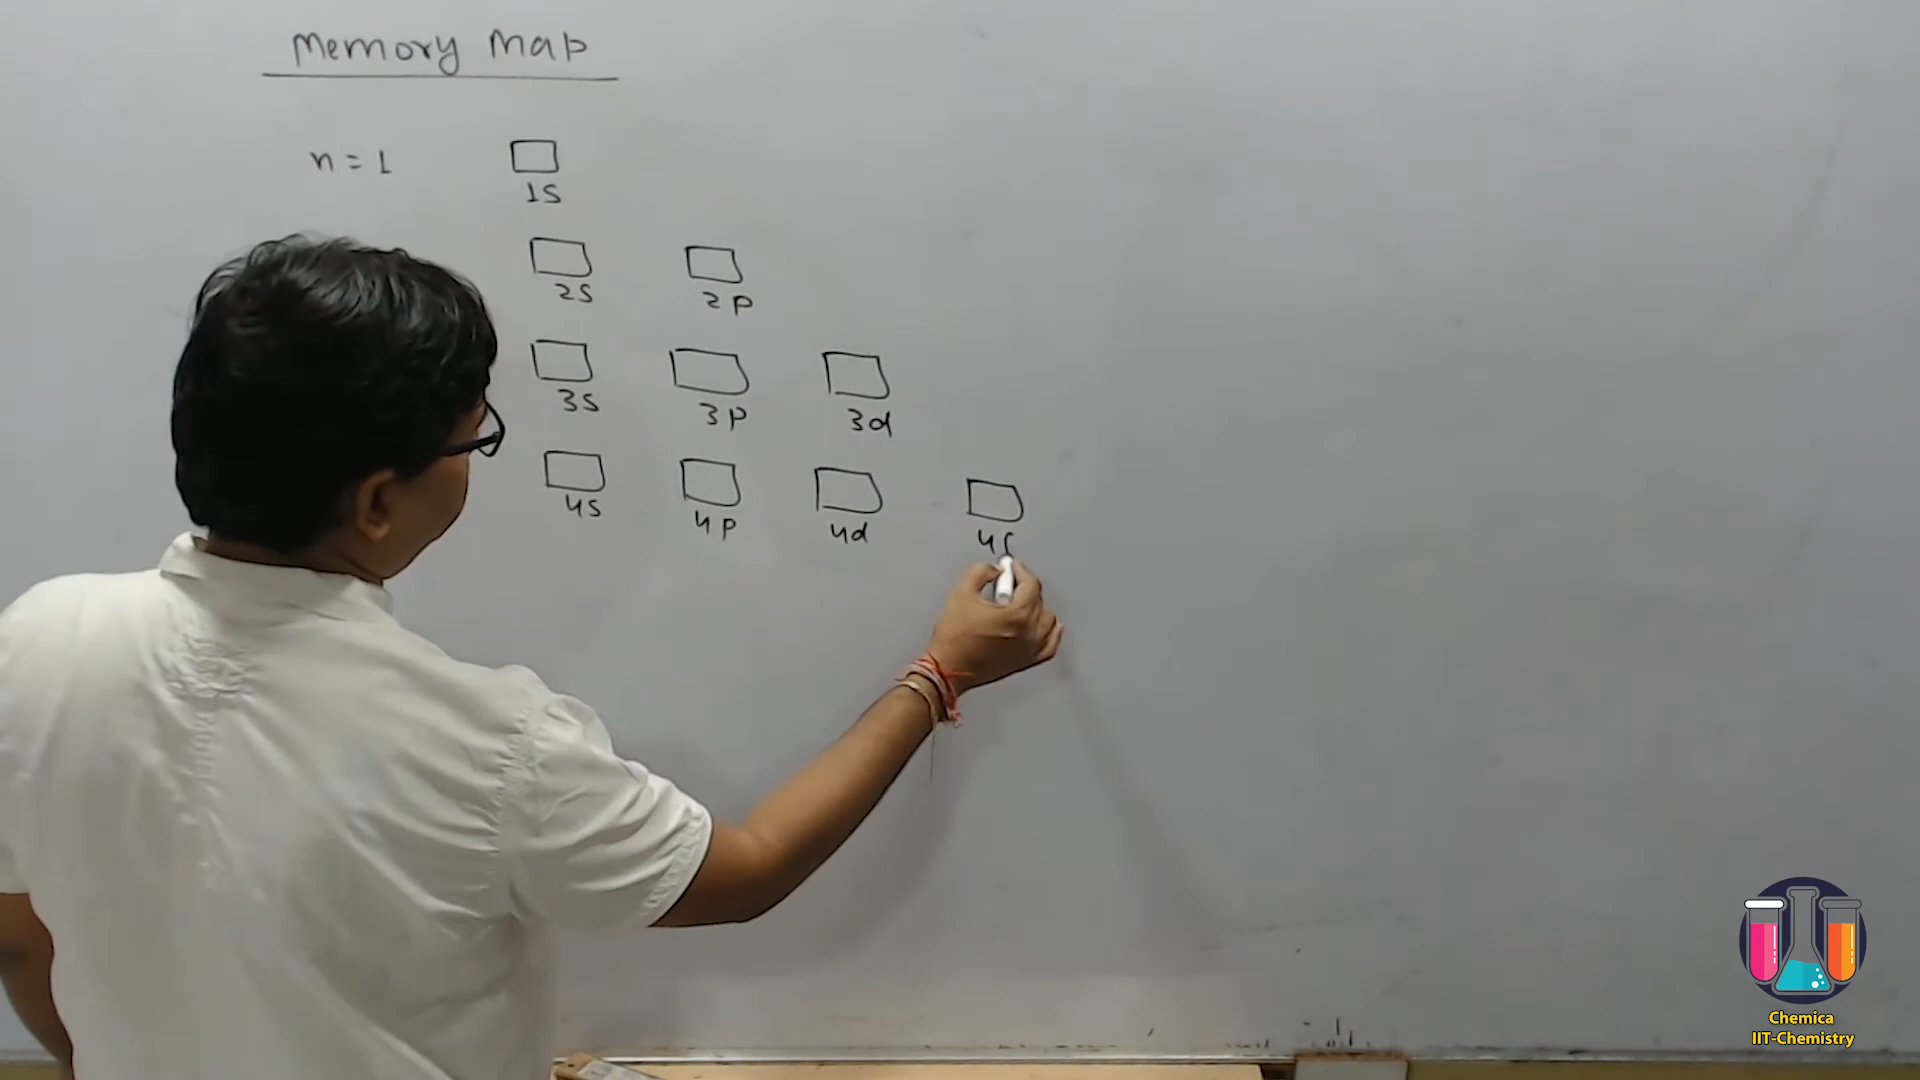 Memory Map
n = 1
1s
2s 2p
3s 3p 3d
4s 4p 4d
Chemica
IIT-Chemistry